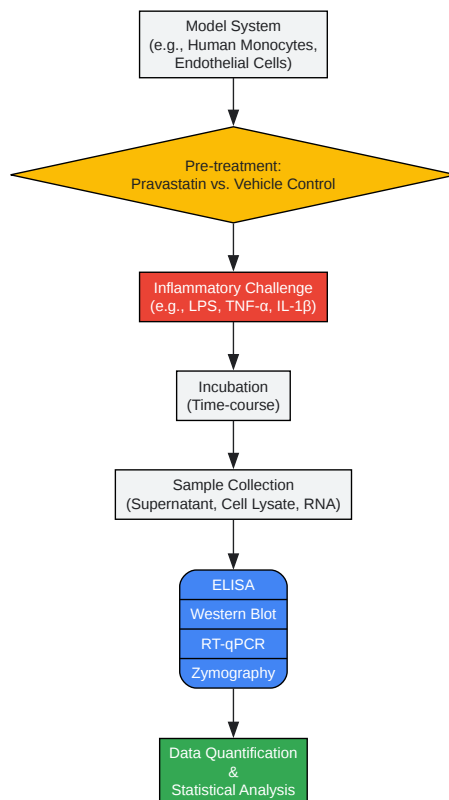 Model System
(e.g., Human Monocytes,
Endothelial Cells)
Pre-treatment:
Pravastatin vs. Vehicle Control
Inflammatory Challenge
(e.g., LPS, TNF-α, IL-1β)
Incubation
(Time-course)
Sample Collection
(Supernatant, Cell Lysate, RNA)
ELISA
Western Blot
RT-qPCR
Zymography
Data Quantification
&
Statistical Analysis